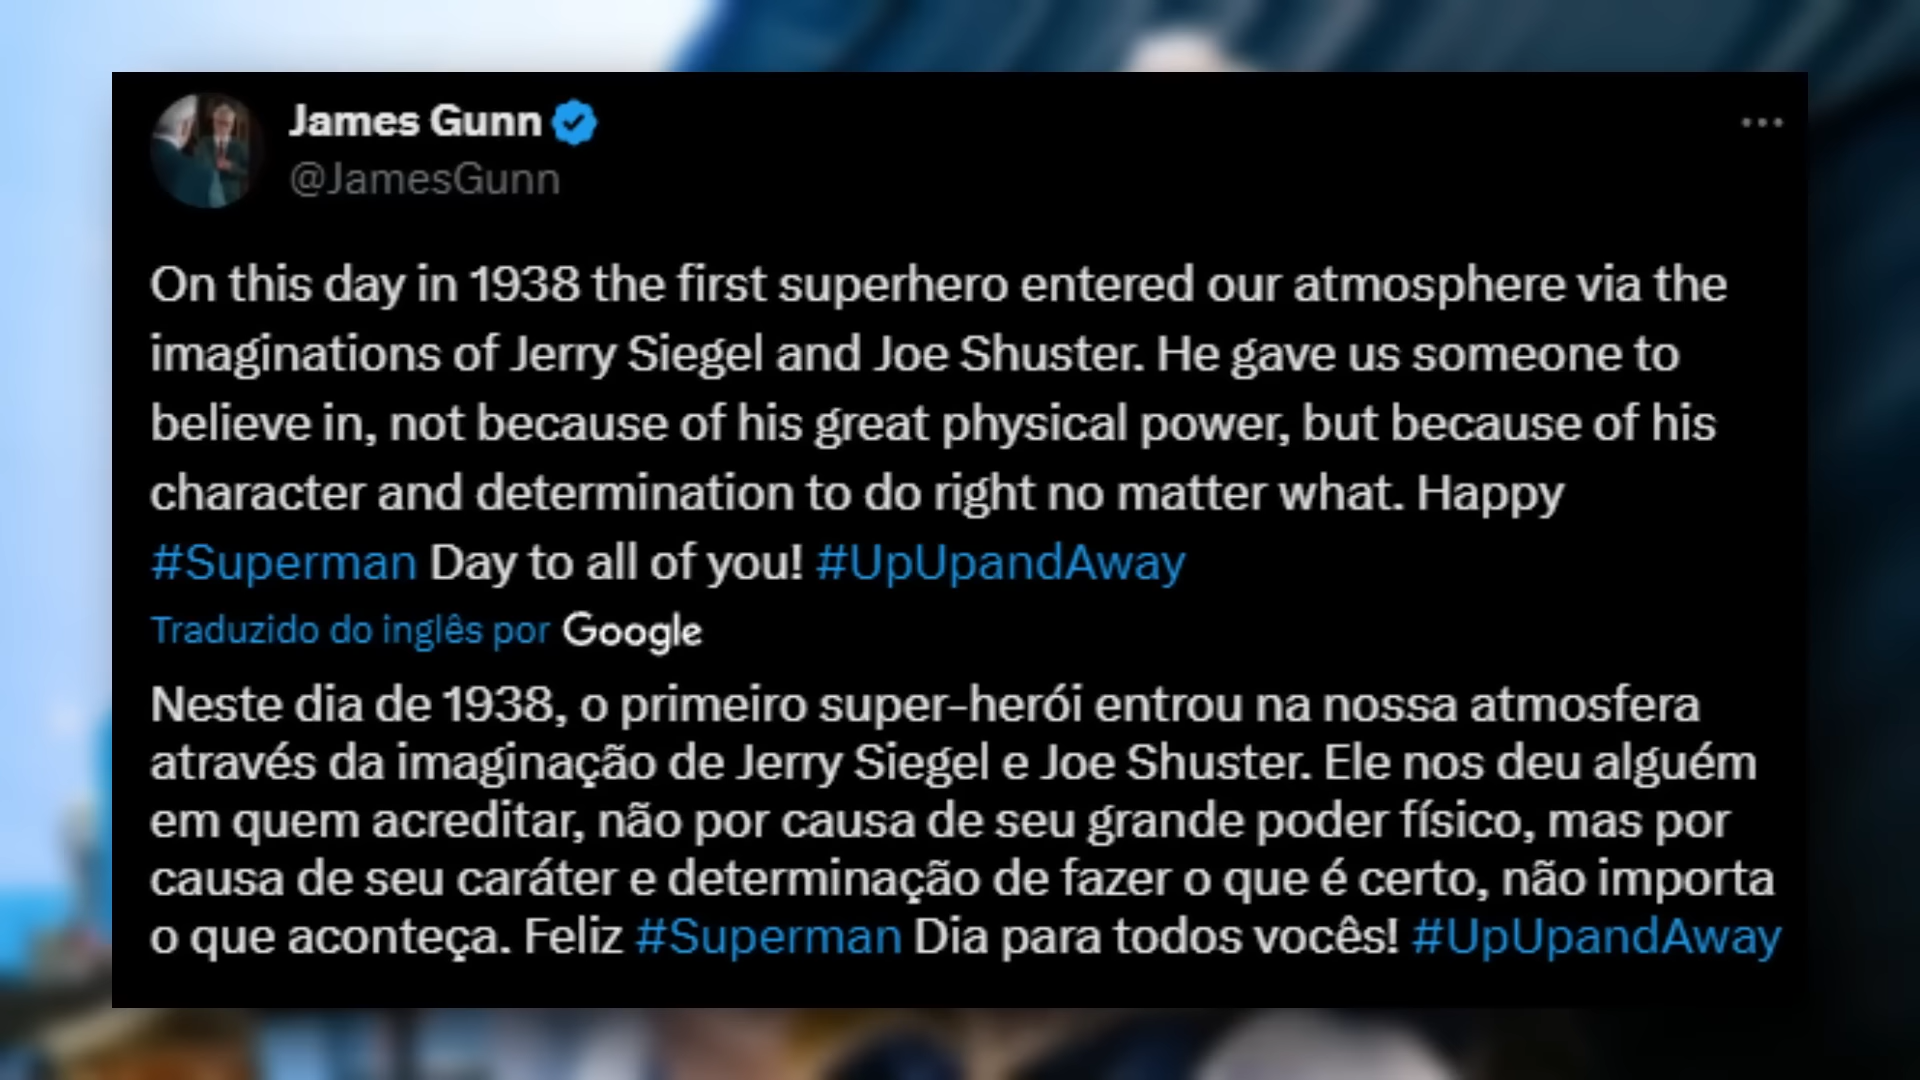 James Gunn
@JamesGunn
On this day in 1938 the first superhero entered our atmosphere via the
imaginations of Jerry Siegel and Joe Shuster. He gave us someone to
believe in, not because of his great physical power, but because of his
character and determination to do right no matter what. Happy
#Superman Day to all of you! #UpUpandAway
Traduzido do inglês por Google
Neste dia de 1938, o primeiro super-herói entrou na nossa atmosfera
através da imaginação de Jerry Siegel e Joe Shuster. Ele nos deu alguém
em quem acreditar, não por causa de seu grande poder físico, mas por
causa de seu caráter e determinação de fazer o que é certo, não importa
o que aconteça. Feliz #Superman Dia para todos vocês! #UpUpandAway